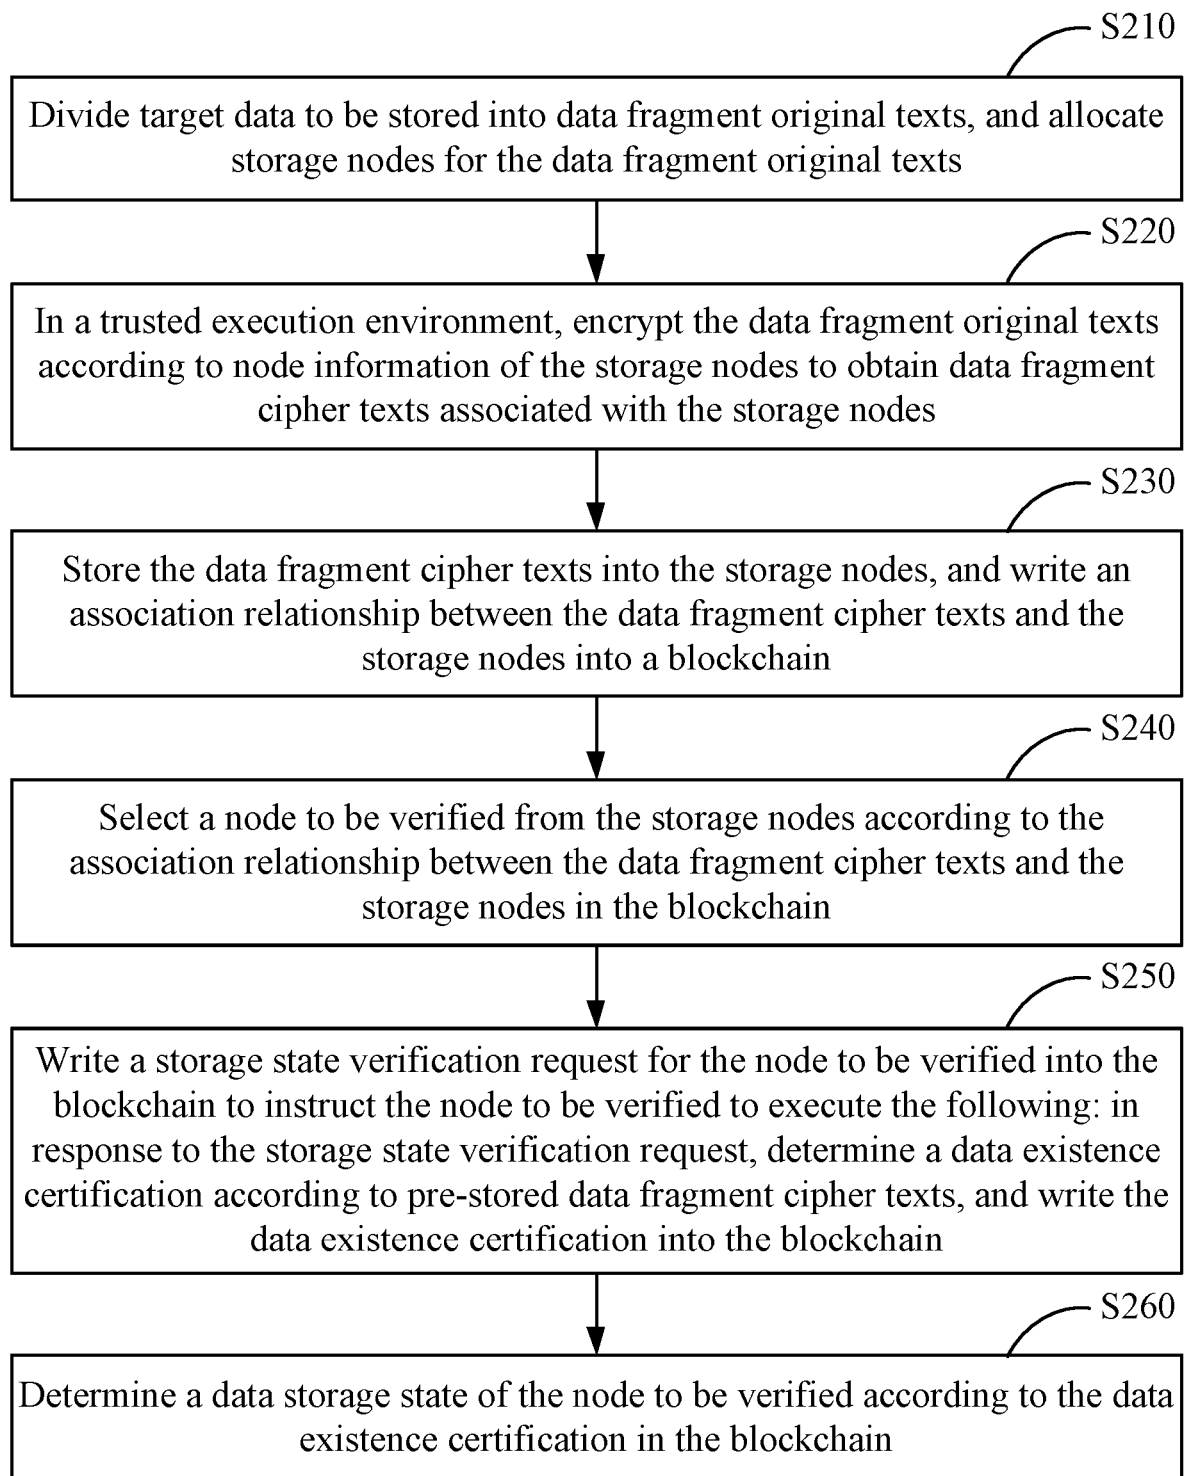 S210
Divide target data to be stored into data fragment original texts, and allocate
storage nodes for the data fragment original texts
S220
In a trusted execution environment, encrypt the data fragment original texts
according to node information of the storage nodes to obtain data fragment
cipher texts associated with the storage nodes
S230
Store the data fragment cipher texts into the storage nodes, and write an
association relationship between the data fragment cipher texts and the
storage nodes into a blockchain
S240
Select a node to be verified from the storage nodes according to the
association relationship between the data fragment cipher texts and the
storage nodes in the blockchain
S250
Write a storage state verification request for the node to be verified into the
blockchain to instruct the node to be verified to execute the following: in
response to the storage state verification request, determine a data existence
certification according to pre-stored data fragment cipher texts, and write the
data existence certification into the blockchain
S260
Determine a data storage state of the node to be verified according to the data
existence certification in the blockchain